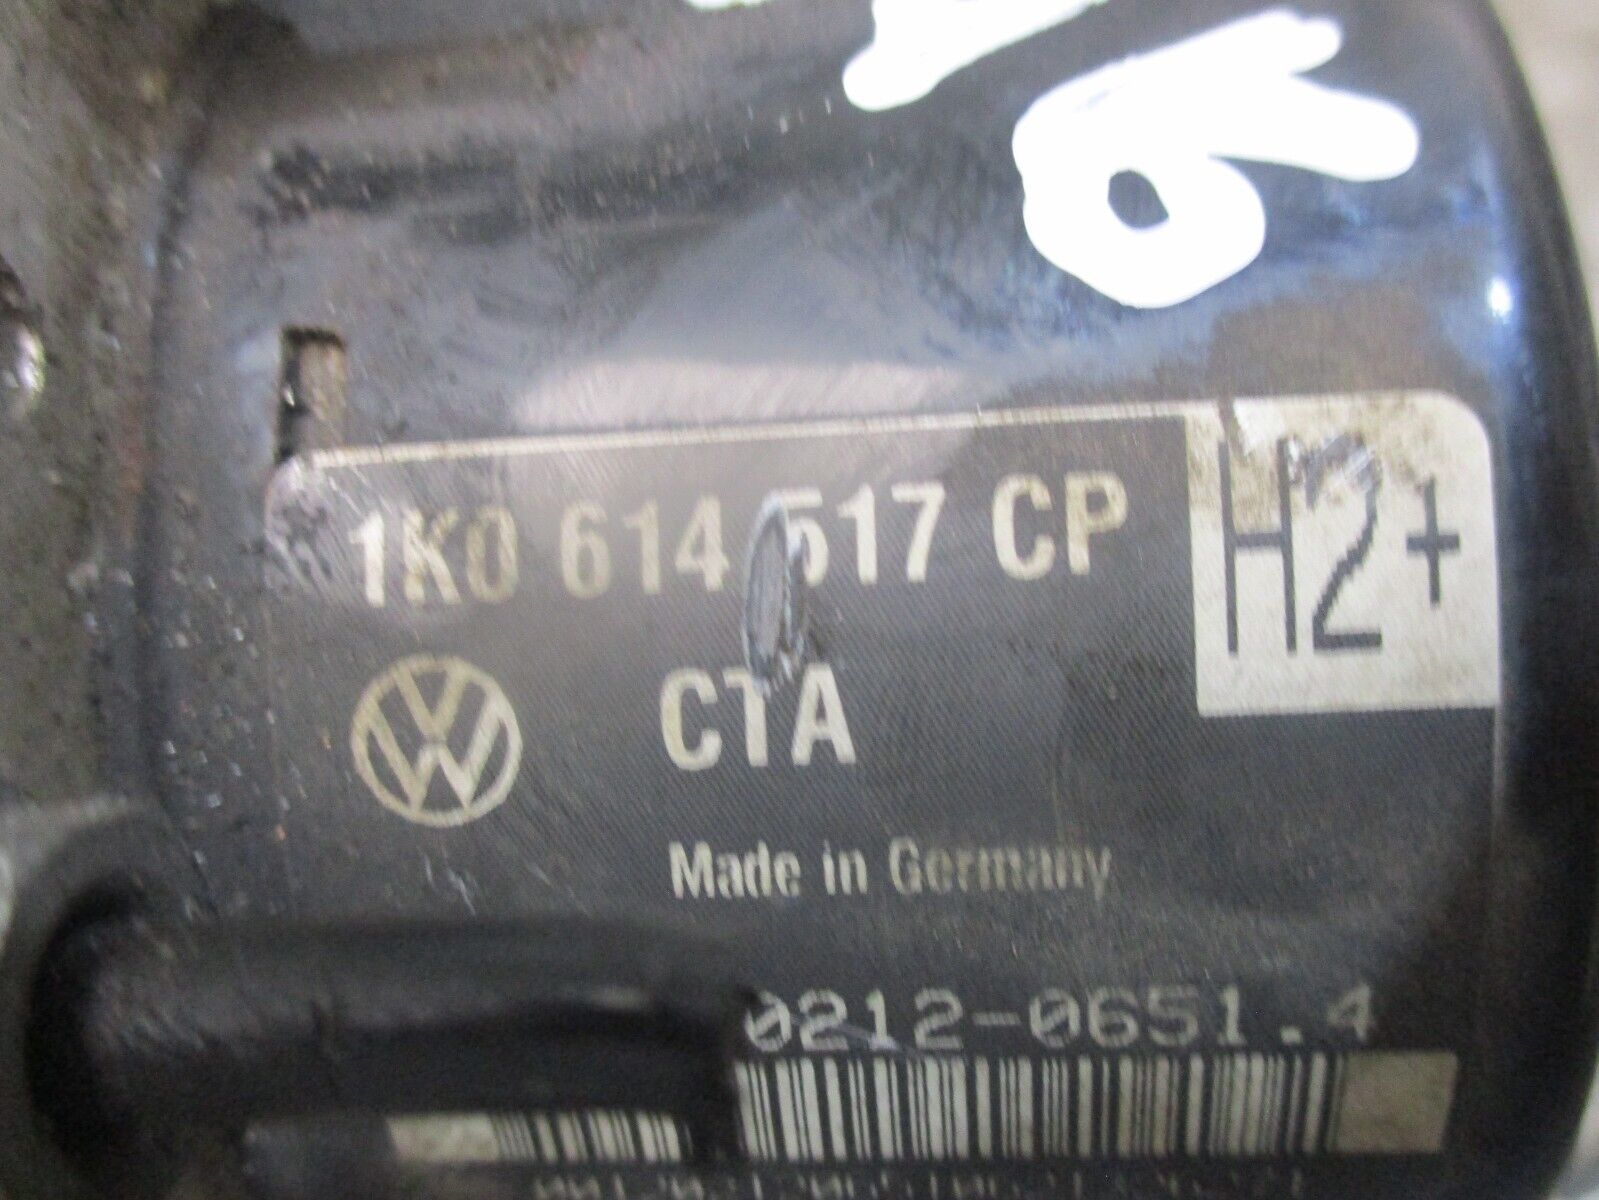 1K0 614 517 CP
H2+
CTA
Made in Germany
0212-0651.4